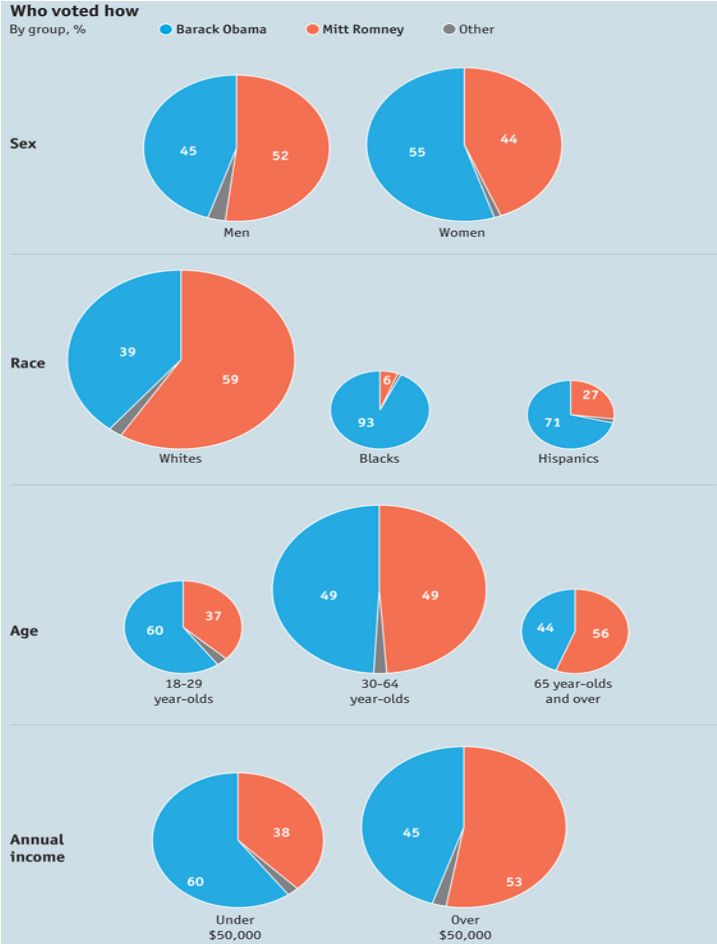 Who voted how
By group, %
Barack Obama
Mitt Romney
Other
Sex
45
52
Men
55
44
Women
Race
39
59
Whites
6
93
Blacks
27
71
Hispanics
Age
60
37
18-29
year-olds
49
49
30-64
year-olds
44
56
65 year-olds
and over
Annual
income
60
38
Under
$50,000
45
53
Over
$50,000